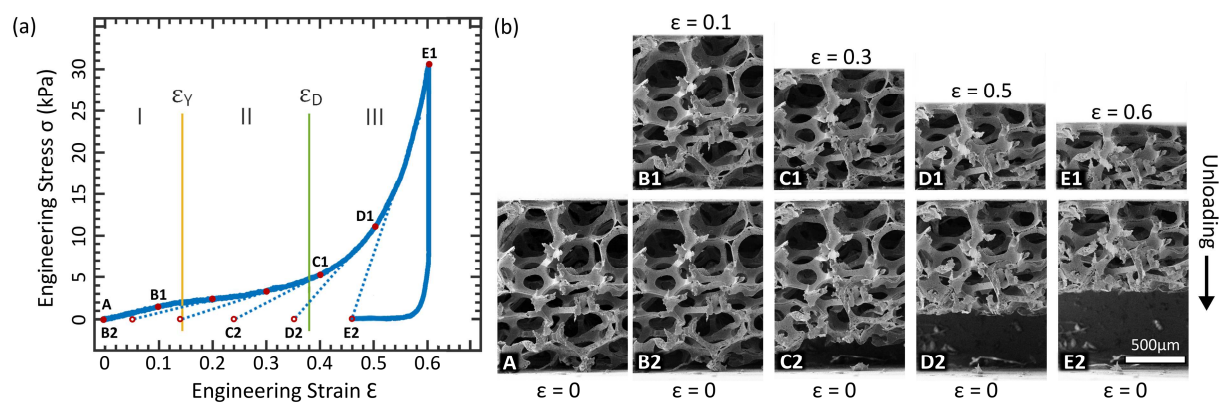 (a)
Engineering Stress σ (kPa)
30
25
20
15
10
5
0
I
εY
II
εD
III
E1
D1
C1
B1
A
B2
C2
D2
E2
0
0.1
0.2
0.3
0.4
0.5
0.6
Engineering Strain ε
(b)
ε = 0.1
ε = 0.3
ε = 0.5
ε = 0.6
B1
C1
D1
E1
Unloading
A
B2
C2
D2
E2
500μm
ε = 0
ε = 0
ε = 0
ε = 0
ε = 0